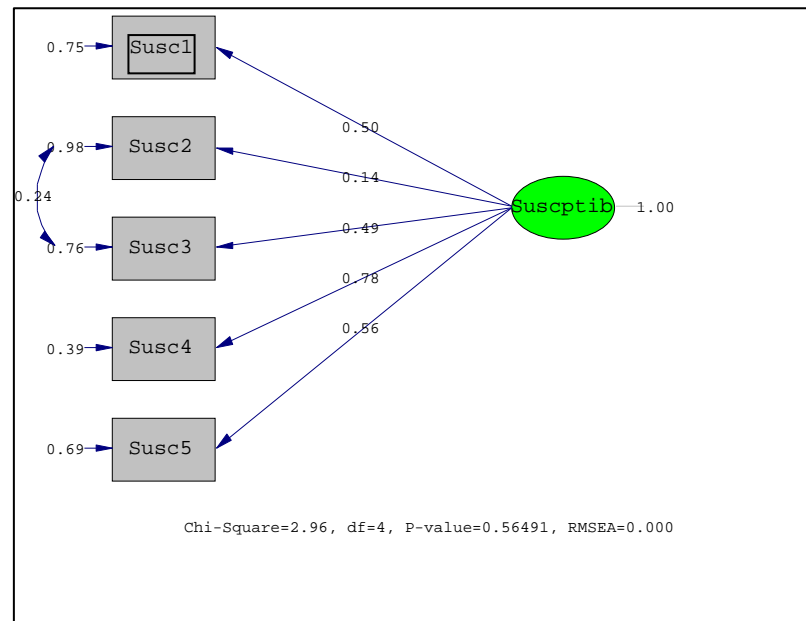 0.75 Susc1
0.50
0.98 Susc2
0.14
0.24
Suscptib 1.00
0.49
0.76 Susc3
0.78
0.56
0.39 Susc4
0.69 Susc5
Chi-Square=2.96, df=4, P-value=0.56491, RMSEA=0.000